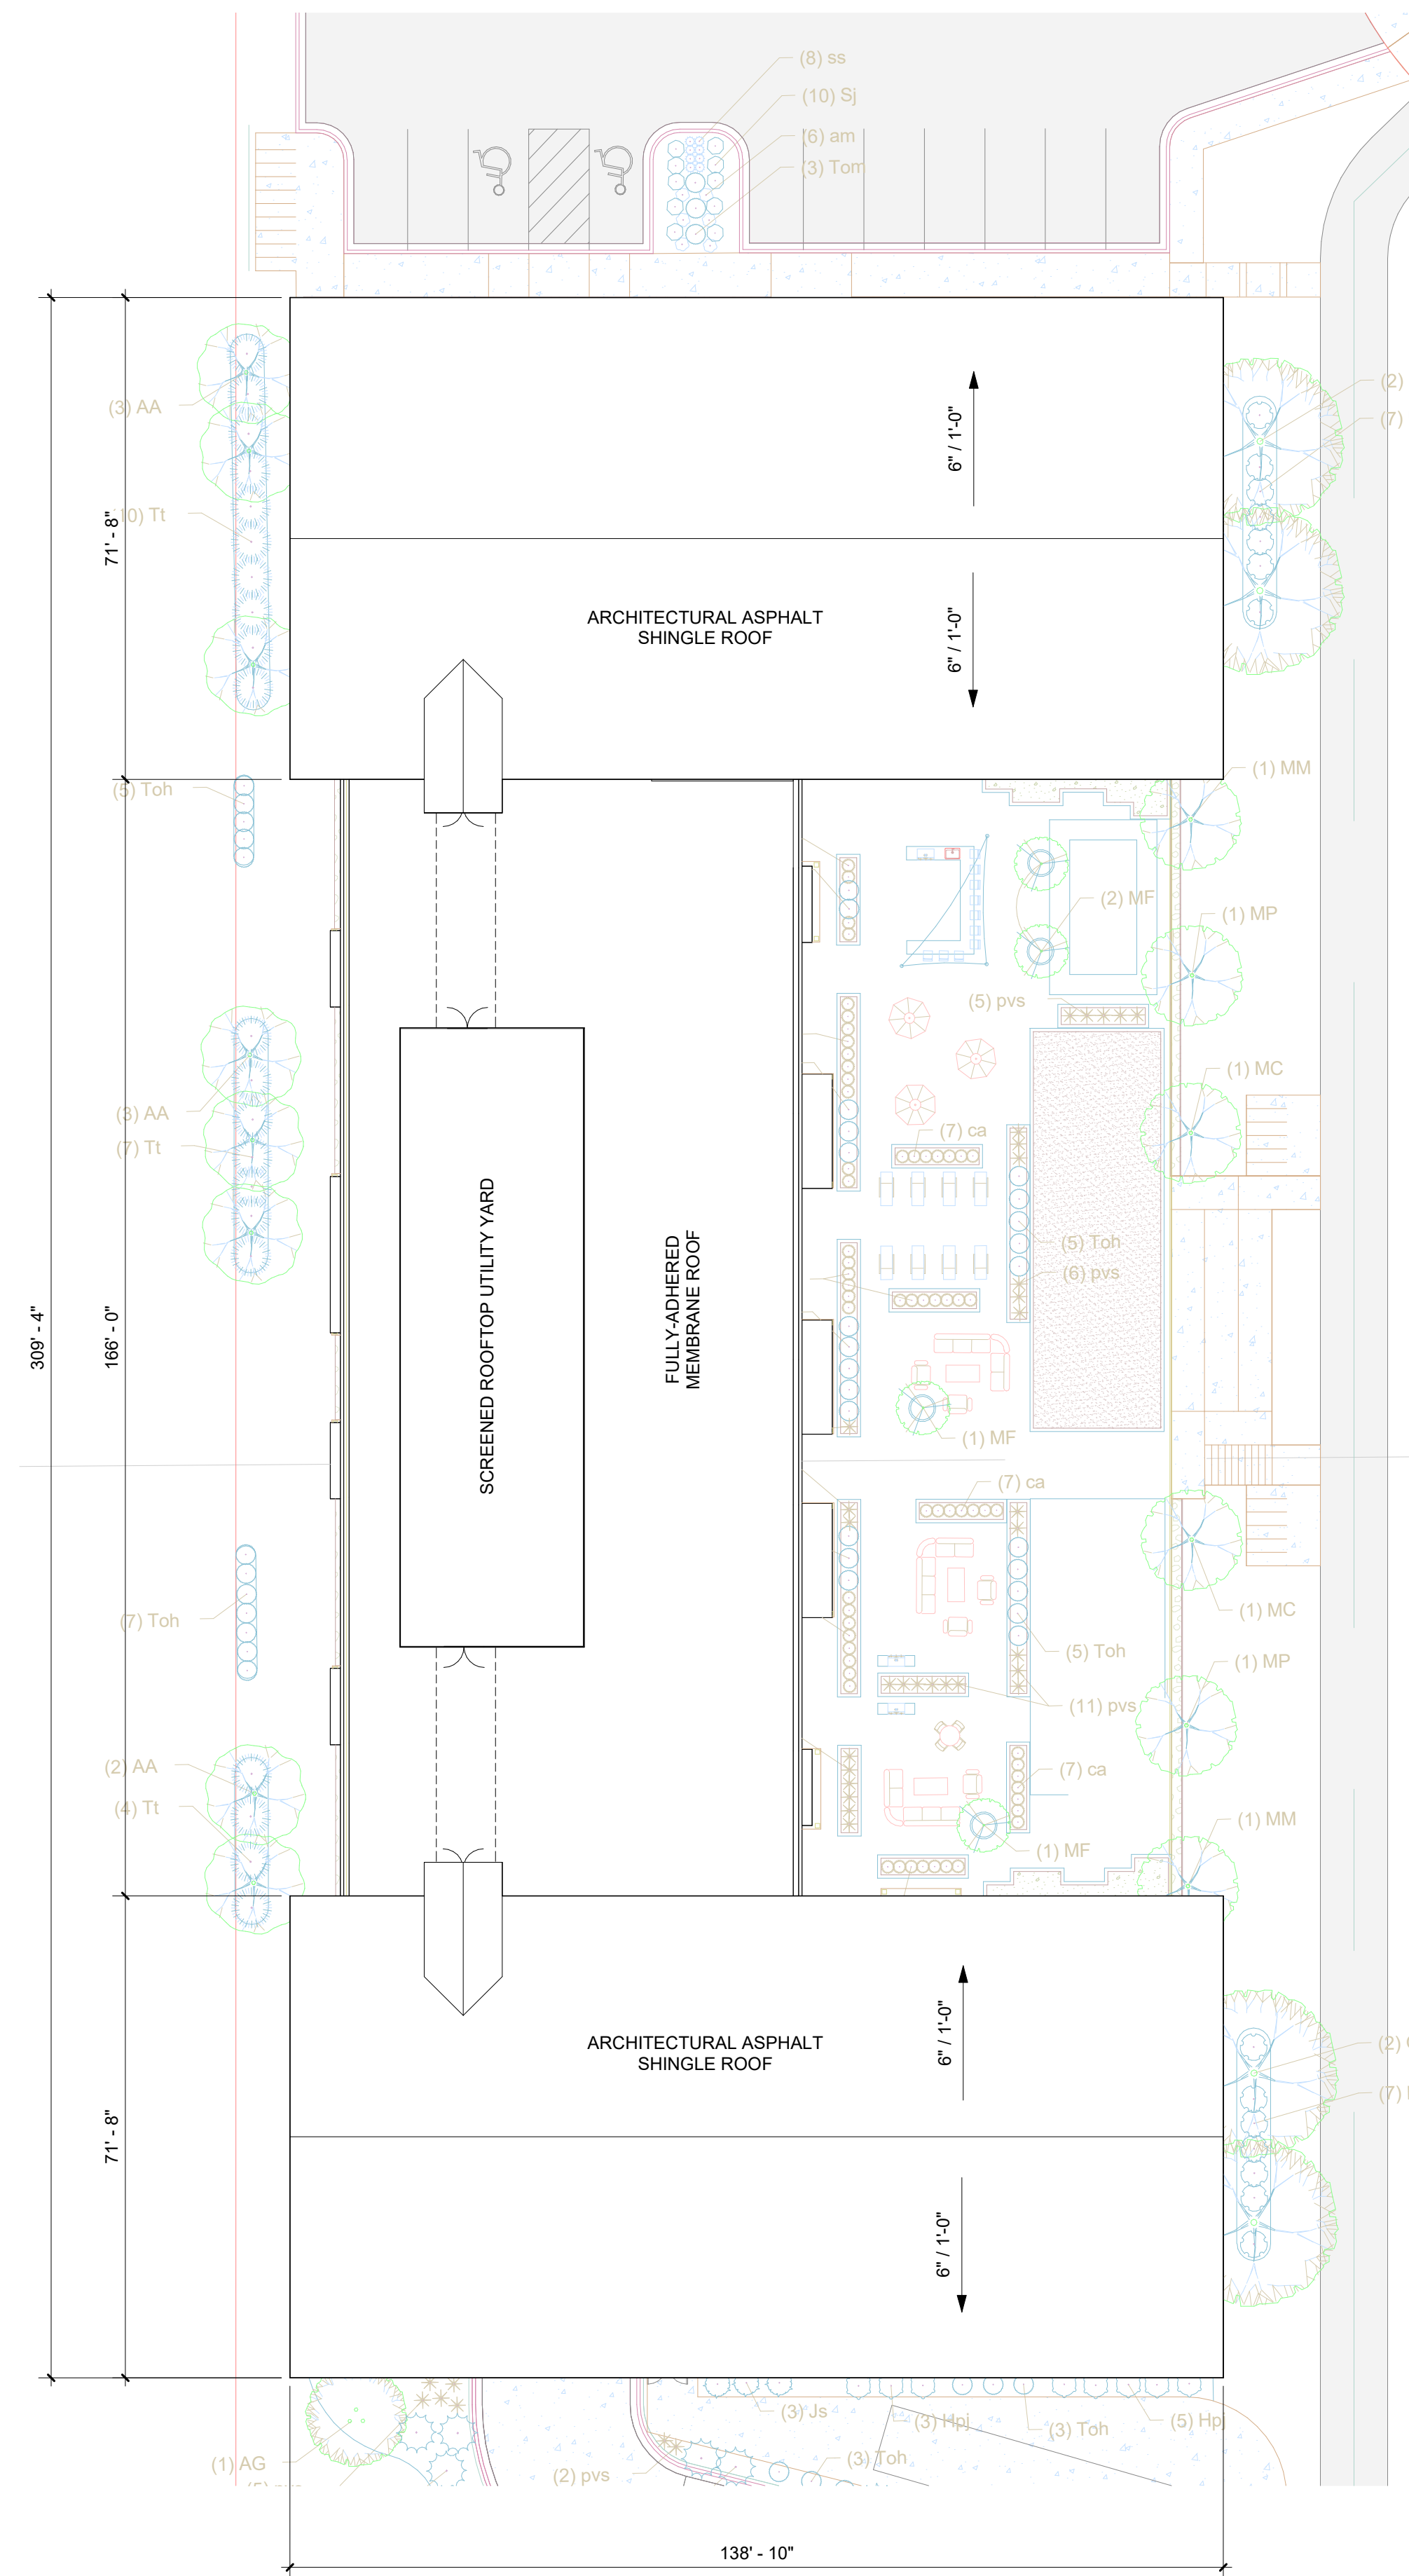 (8) ss
(10) Sj
(6) am
(3) Tom
(3) AA
(2)
(7)
6" / 1'-0"
71' - 8"
(10) Tt
6" / 1'-0"
ARCHITECTURAL ASPHALT
SHINGLE ROOF
(1) MM
(5) Toh
(2) MF
(1) MP
(5) pvs
(1) MC
(3) AA
(7) ca
(7) Tt
(5) Toh
(6) pvs
309' - 4"
166' - 0"
SCREENED ROOFTOP UTILITY YARD
FULLY-ADHERED
MEMBRANE ROOF
(1) MF
(7) ca
(7) Toh
(1) MC
(5) Toh
(1) MP
(11) pvs
(2) AA
(7) ca
(4) Tt
(1) MM
(1) MF
6" / 1'-0"
ARCHITECTURAL ASPHALT
SHINGLE ROOF
(2)
(7)
71' - 8"
6" / 1'-0"
(3) Js
(3) Hpj
(3) Toh
(5) Hpj
(1) AG
(3) Toh
(2) pvs
138' - 10"